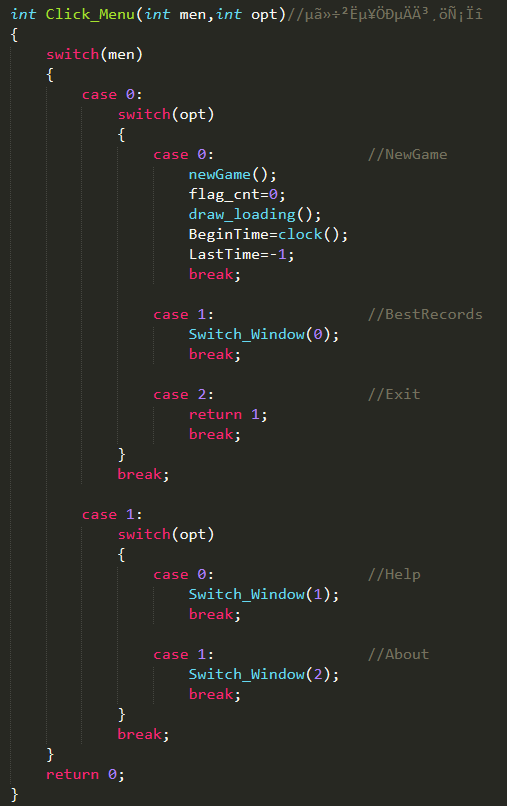 int Click_Menu(int men,int opt)//µã»÷²Ëµ¥ÖÐµÄÄ³¸öÑ¡Ïî
{
    switch(men)
    {
        case 0:
            switch(opt)
            {
                case 0:                 //NewGame
                    newGame();
                    flag_cnt=0;
                    draw_loading();
                    BeginTime=clock();
                    LastTime=-1;
                    break;

                case 1:                 //BestRecords
                    Switch_Window(0);
                    break;

                case 2:                 //Exit
                    return 1;
                    break;
            }
            break;

        case 1:
            switch(opt)
            {
                case 0:                 //Help
                    Switch_Window(1);
                    break;

                case 1:                 //About
                    Switch_Window(2);
                    break;
            }
            break;
    }
    return 0;
}